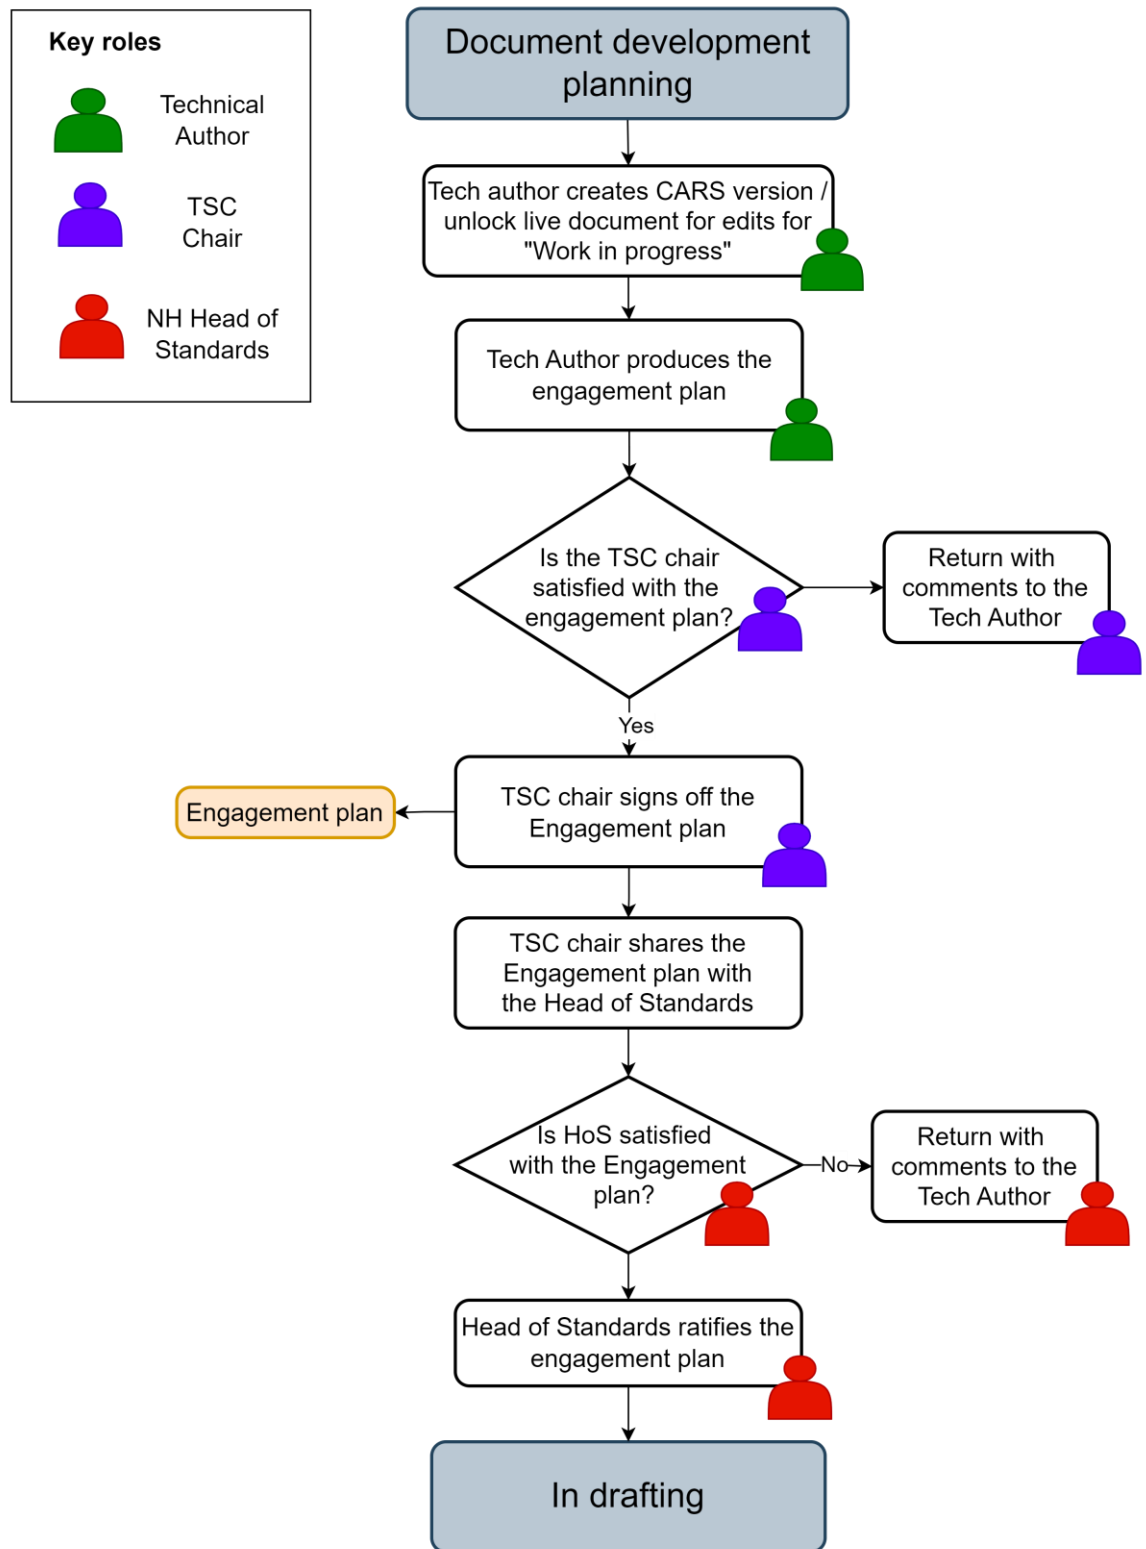 Key roles
Technical
Author
TSC
Chair
NH Head of
Standards
Document development
planning
Tech author creates CARS version /
unlock live document for edits for
"Work in progress"
Tech Author produces the
engagement plan
Is the TSC chair
satisfied with the
engagement plan?
Return with
comments to the
Tech Author
Yes
Engagement plan
TSC chair signs off the
Engagement plan
TSC chair shares the
Engagement plan with
the Head of Standards
Is HoS satisfied
with the Engagement
plan?
No
Return with
comments to the
Tech Author
Head of Standards ratifies the
engagement plan
In drafting